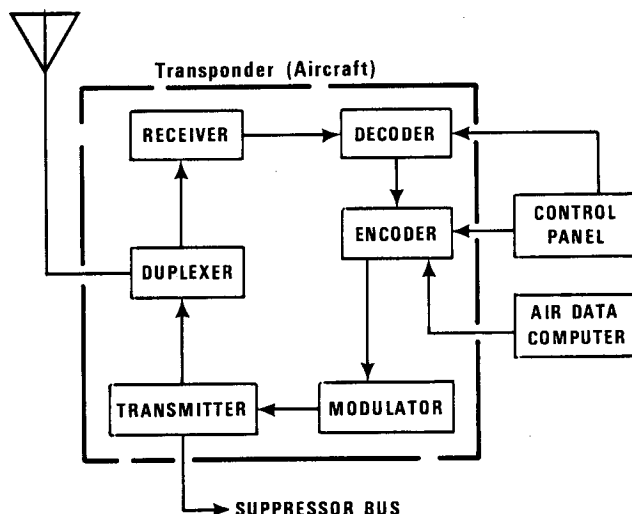 Transponder (Aircraft)
RECEIVER
DECODER
ENCODER
CONTROL
PANEL
DUPLEXER
AIR DATA
COMPUTER
TRANSMITTER
MODULATOR
SUPPRESSOR BUS